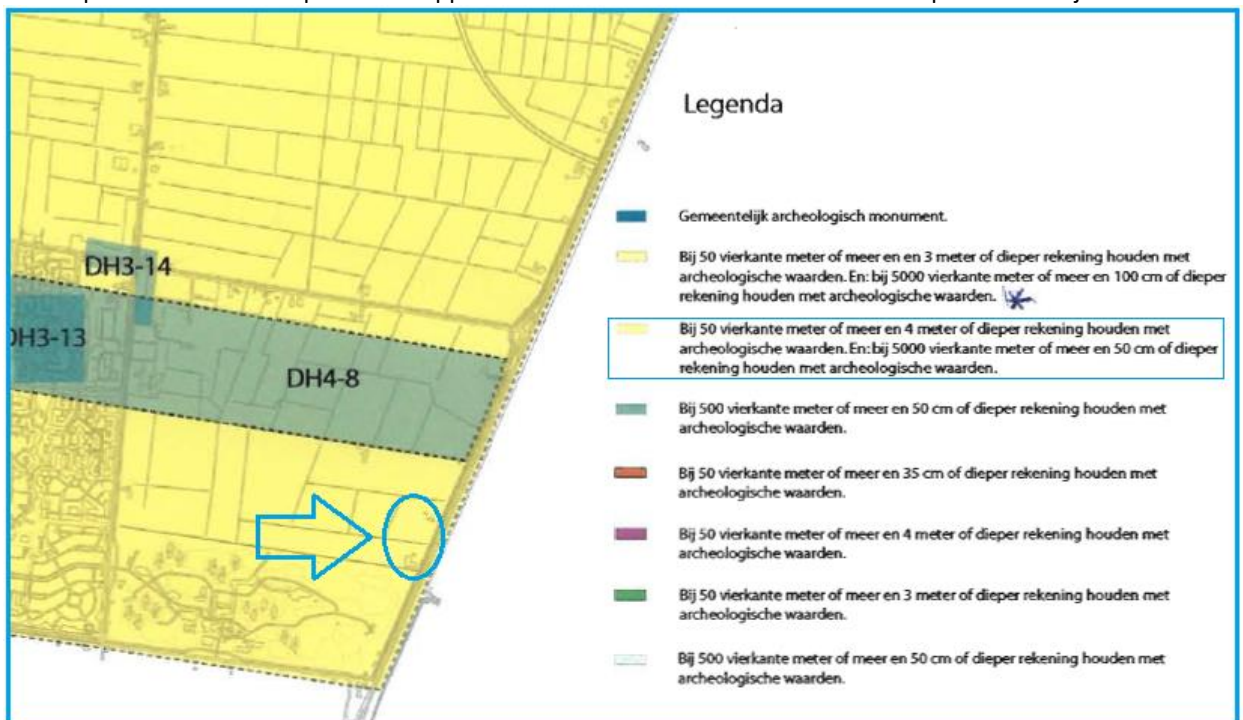 Legenda
Gemeentelijk archeologisch monument.
Bij 50 vierkante meter of meer en en 3 meter of dieper rekening houden met
archeologische waarden. En: bij 5000 vierkante meter of meer en 100 cm of dieper
rekening houden met archeologische waarden.
Bij 50 vierkante meter of meer en 4 meter of dieper rekening houden met
archeologische waarden. En: bij 5000 vierkante meter of meer en 50 cm of dieper
rekening houden met archeologische waarden.
Bij 500 vierkante meter of meer en 50 cm of dieper rekening houden met
archeologische waarden.
Bij 50 vierkante meter of meer en 35 cm of dieper rekening houden met
archeologische waarden.
Bij 50 vierkante meter of meer en 4 meter of dieper rekening houden met
archeologische waarden.
Bij 50 vierkante meter of meer en 3 meter of dieper rekening houden met
archeologische waarden.
Bij 500 vierkante meter of meer en 50 cm of dieper rekening houden met
archeologische waarden.
DH3-14
DH3-13
DH4-8